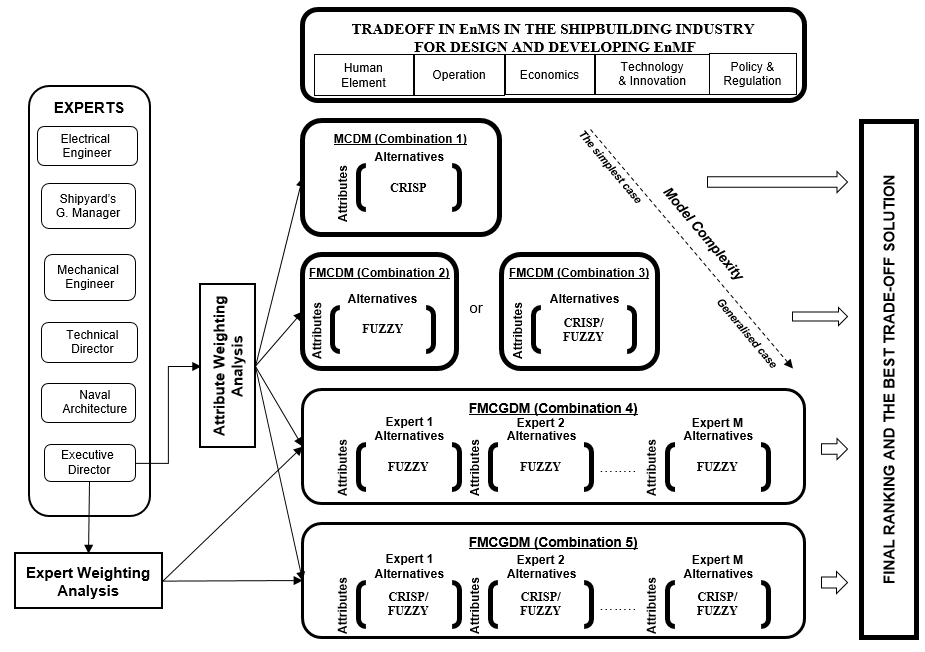 TRADEOFF IN EnMS IN THE SHIPBUILDING INDUSTRY
FOR DESIGN AND DEVELOPING EnMF
Human
Element
Operation
Economics
Technology
& Innovation
Policy &
Regulation
EXPERTS
Electrical
Engineer
Shipyard's
G. Manager
Mechanical
Engineer
Technical
Director
Naval
Architecture
Executive
Director
Expert Weighting
Analysis
Attribute Weighting
Analysis
MCDM (Combination 1)
Alternatives
Attributes
CRISP
FMCDM (Combination 2)
Alternatives
Attributes
FUZZY
or
FMCDM (Combination 3)
Alternatives
Attributes
CRISP/
FUZZY
The simplest case
Model Complexity
Generalised case
FMCGDM (Combination 4)
Expert 1
Alternatives
Attributes
FUZZY
Expert 2
Alternatives
Attributes
FUZZY
........
Expert M
Alternatives
Attributes
FUZZY
FMCGDM (Combination 5)
Expert 1
Alternatives
Attributes
CRISP/
FUZZY
Expert 2
Alternatives
Attributes
CRISP/
FUZZY
........
Expert M
Alternatives
Attributes
CRISP/
FUZZY
FINAL RANKING AND THE BEST TRADE-OFF SOLUTION